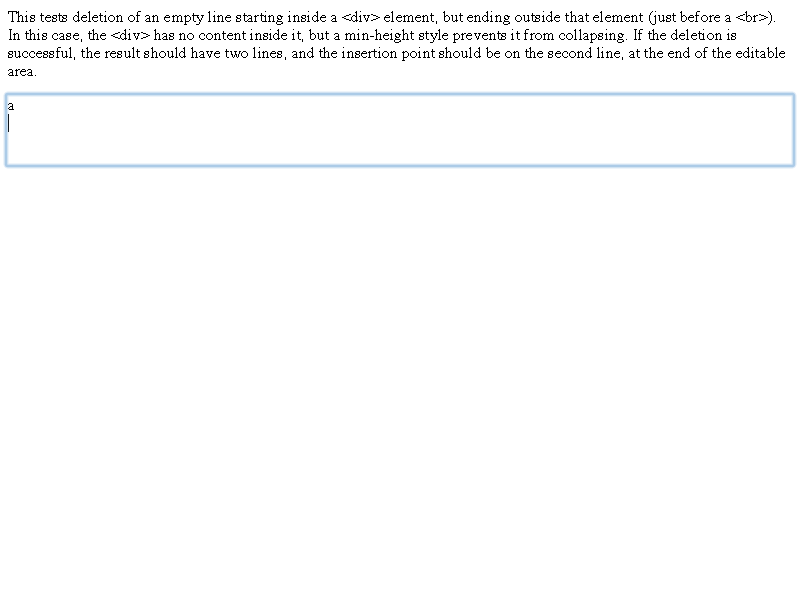 This tests deletion of an empty line starting inside a <div> element, but ending outside that element (just before a <br>).
In this case, the <div> has no content inside it, but a min-height style prevents it from collapsing. If the deletion is
successful, the result should have two lines, and the insertion point should be on the second line, at the end of the editable
area.
a